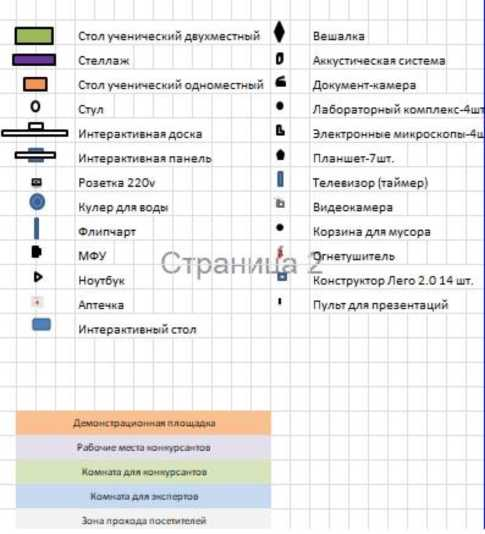 Стол ученический двухместный
Стеллаж
Стол ученический одноместный
Стул
Интерактивная доска
Интерактивная панель
Розетка 220v
Кулер для воды
Флипчарт
МФУ
Ноутбук
Аптечка
Интерактивный стол
Вешалка
Аккустическая система
Документ-камера
Лабораторный комплекс-4шт
Электронные микроскопы-4ш
Планшет-7шт.
Телевизор (таймер)
Видеокамера
Корзина для мусора
Огнетушитель
Конструктор Лего 2.0 14 шт.
Пульт для презентаций
Страница 2
Демонстрационная площадка
Рабочие места конкурсантов
Комната для конкурсантов
Комната для экспертов
Зона прохода посетителей